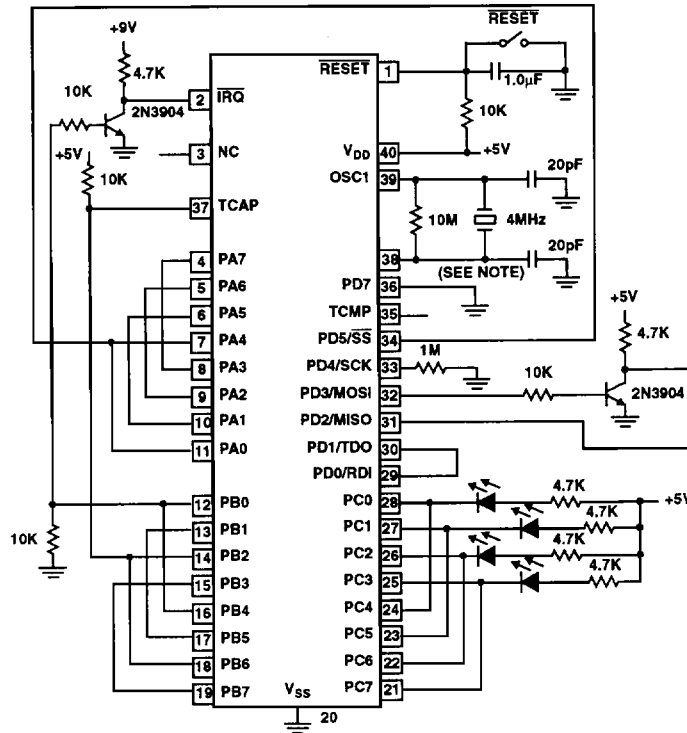 +9V
4.7K
10K
2N3904
+5V
10K
10K
2 IRQ
3 NC
37 TCAP
4 PA7
5 PA6
6 PA5
7 PA4
8 PA3
9 PA2
10 PA1
11 PA0
12 PB0
13 PB1
14 PB2
15 PB3
16 PB4
17 PB5
18 PB6
19 PB7
VSS
20
RESET 1
VDD 40
OSC1 39
38
PD7 36
TCMP 35
PD5/SS 34
PD4/SCK 33
PD3/MOSI 32
PD2/MISO 31
PD1/TDO 30
PD0/RDI 29
PC0 28
PC1 27
PC2 26
PC3 25
PC4 24
PC5 23
PC6 22
PC7 21
RESET
1.0µF
10K
+5V
20pF
10M
4MHz
20pF
(SEE NOTE)
+5V
4.7K
1M
10K
2N3904
4.7K
+5V
4.7K
4.7K
4.7K